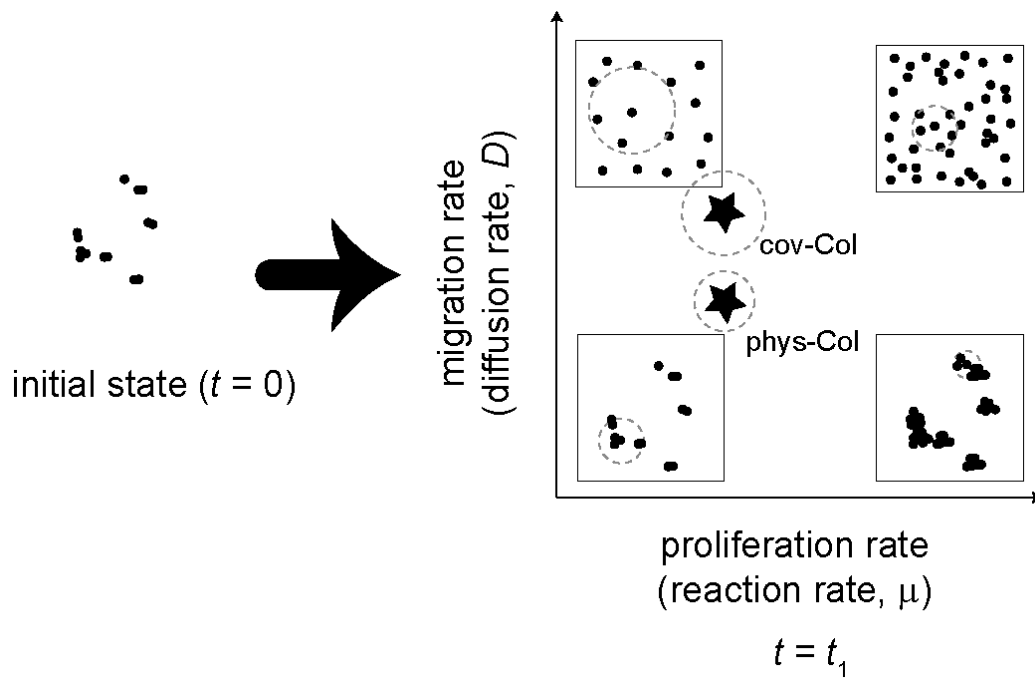 initial state (t = 0)
migration rate
(diffusion rate, D)
cov-Col
phys-Col
proliferation rate
(reaction rate, μ)
t = t₁